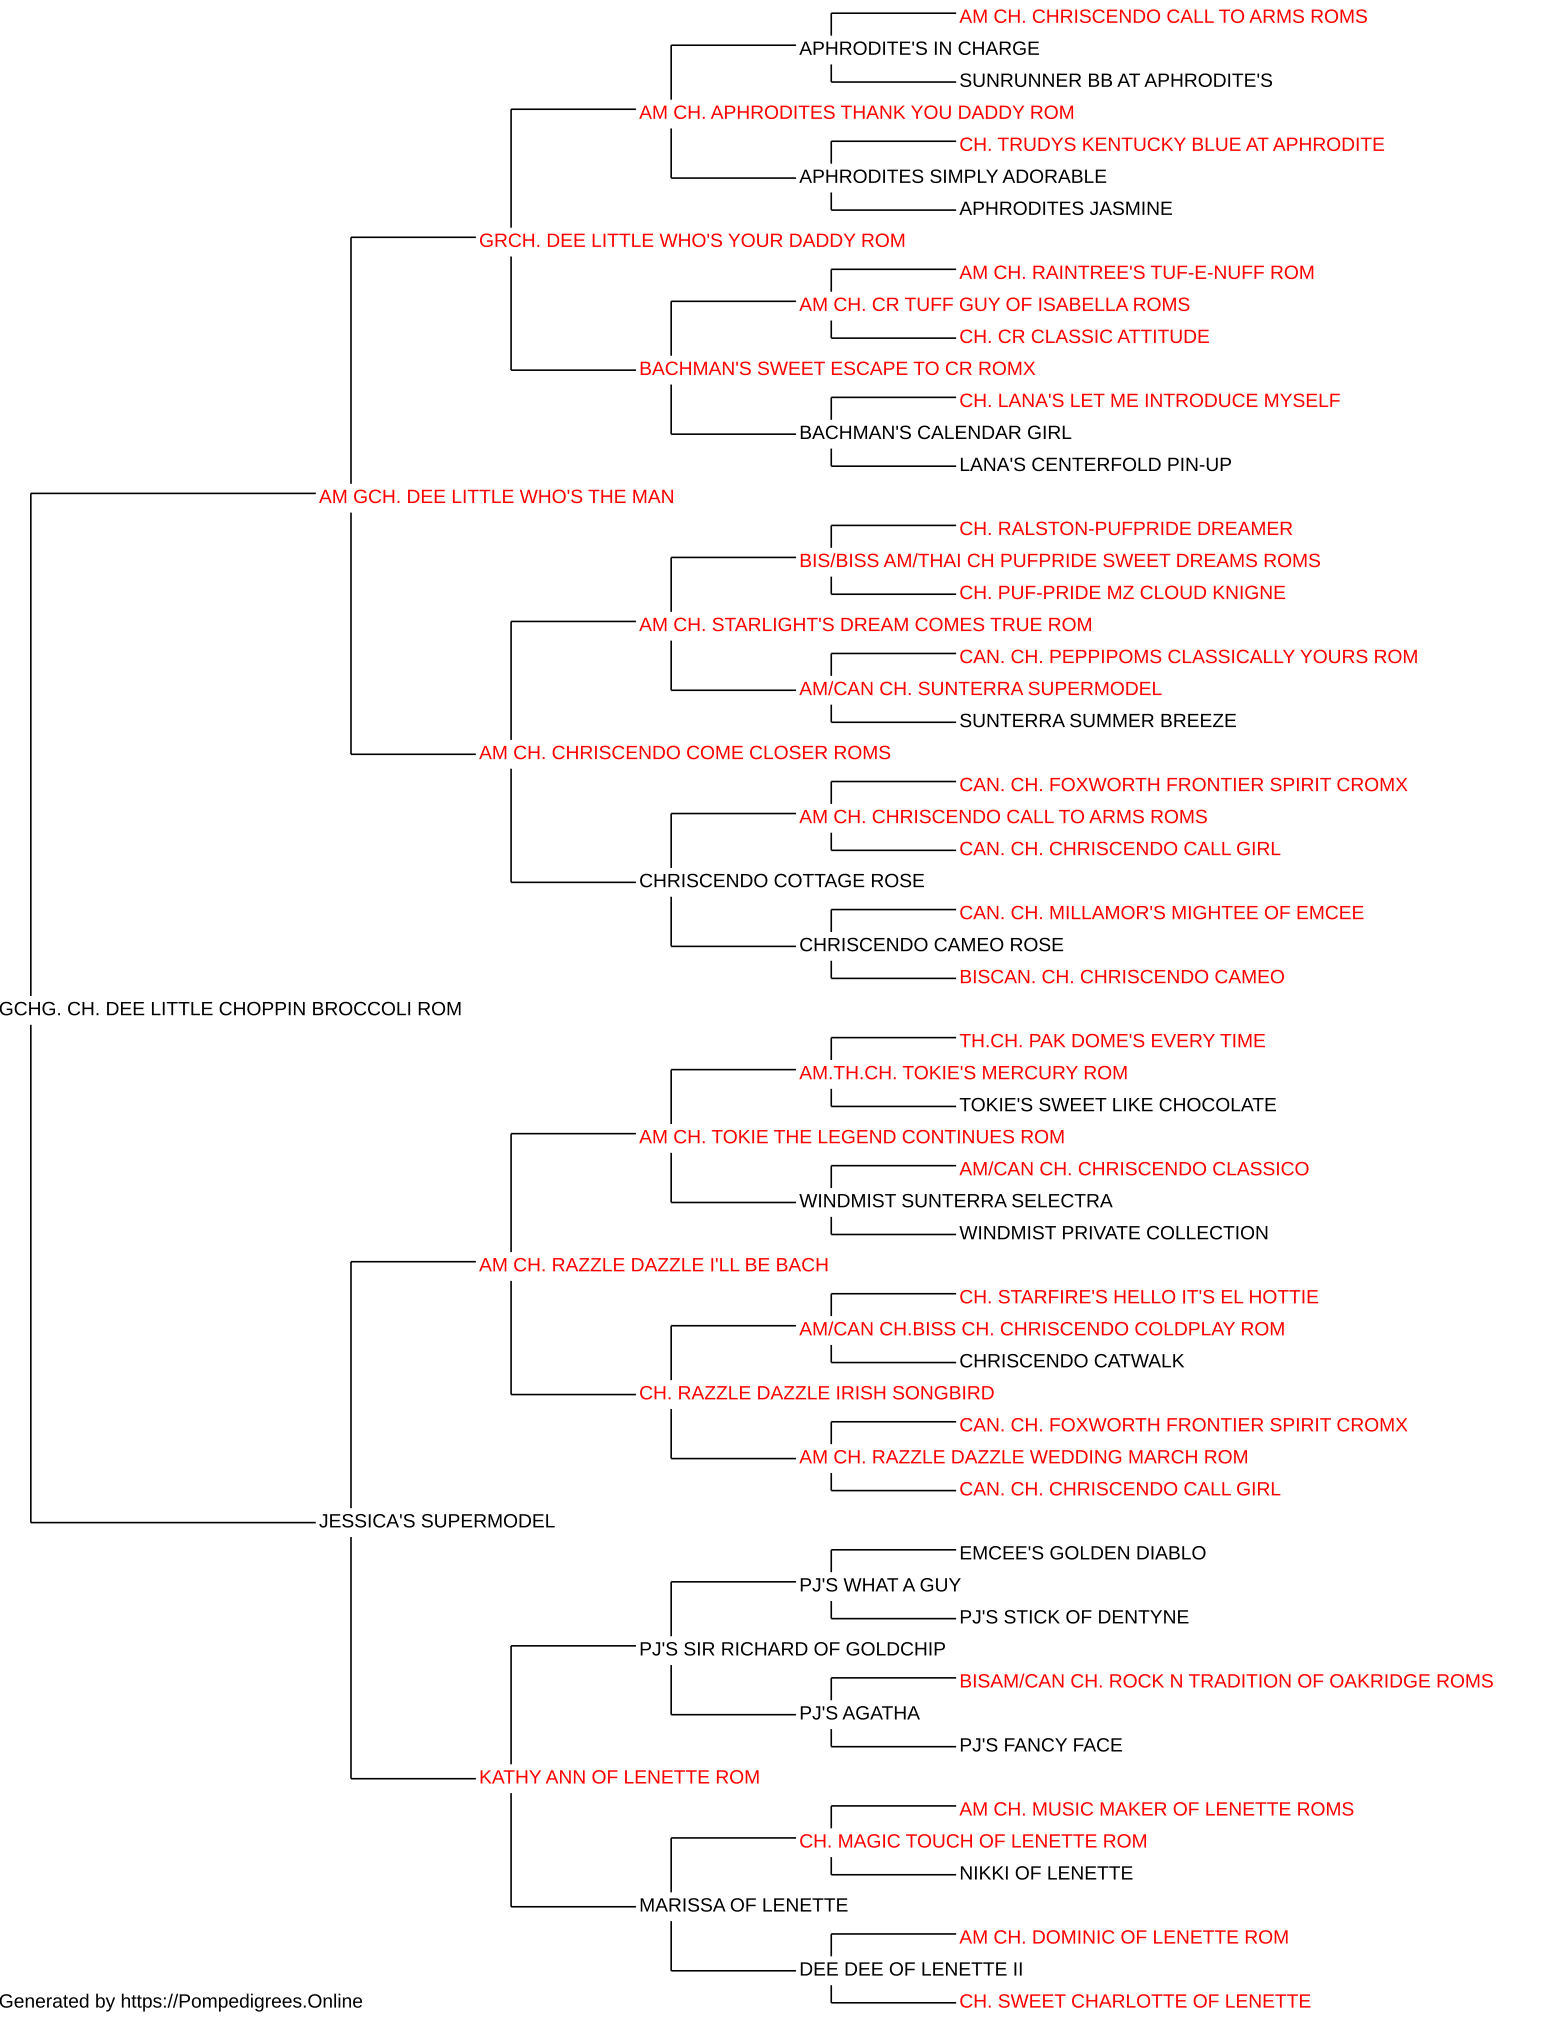 AM CH. CHRISCENDO CALL TO ARMS ROMS
APHRODITE'S IN CHARGE
SUNRUNNER BB AT APHRODITE'S
AM CH. APHRODITES THANK YOU DADDY ROM
CH. TRUDYS KENTUCKY BLUE AT APHRODITE
APHRODITES SIMPLY ADORABLE
APHRODITES JASMINE
GRCH. DEE LITTLE WHO'S YOUR DADDY ROM
AM CH. RAINTREE'S TUF-E-NUFF ROM
AM CH. CR TUFF GUY OF ISABELLA ROMS
CH. CR CLASSIC ATTITUDE
BACHMAN'S SWEET ESCAPE TO CR ROMX
CH. LANA'S LET ME INTRODUCE MYSELF
BACHMAN'S CALENDAR GIRL
LANA'S CENTERFOLD PIN-UP
AM GCH. DEE LITTLE WHO'S THE MAN
CH. RALSTON-PUFPRIDE DREAMER
BIS/BISS AM/THAI CH PUFPRIDE SWEET DREAMS ROMS
CH. PUF-PRIDE MZ CLOUD KNIGNE
AM CH. STARLIGHT'S DREAM COMES TRUE ROM
CAN. CH. PEPPIPOMS CLASSICALLY YOURS ROM
AM/CAN CH. SUNTERRA SUPERMODEL
SUNTERRA SUMMER BREEZE
AM CH. CHRISCENDO COME CLOSER ROMS
CAN. CH. FOXWORTH FRONTIER SPIRIT CROMX
AM CH. CHRISCENDO CALL TO ARMS ROMS
CAN. CH. CHRISCENDO CALL GIRL
CHRISCENDO COTTAGE ROSE
CAN. CH. MILLAMOR'S MIGHTEE OF EMCEE
CHRISCENDO CAMEO ROSE
BISCAN. CH. CHRISCENDO CAMEO
GCHG. CH. DEE LITTLE CHOPPIN BROCCOLI ROM
TH.CH. PAK DOME'S EVERY TIME
AM.TH.CH. TOKIE'S MERCURY ROM
TOKIE'S SWEET LIKE CHOCOLATE
AM CH. TOKIE THE LEGEND CONTINUES ROM
AM/CAN CH. CHRISCENDO CLASSICO
WINDMIST SUNTERRA SELECTRA
WINDMIST PRIVATE COLLECTION
AM CH. RAZZLE DAZZLE I'LL BE BACH
CH. STARFIRE'S HELLO IT'S EL HOTTIE
AM/CAN CH.BISS CH. CHRISCENDO COLDPLAY ROM
CHRISCENDO CATWALK
CH. RAZZLE DAZZLE IRISH SONGBIRD
CAN. CH. FOXWORTH FRONTIER SPIRIT CROMX
AM CH. RAZZLE DAZZLE WEDDING MARCH ROM
CAN. CH. CHRISCENDO CALL GIRL
JESSICA'S SUPERMODEL
EMCEE'S GOLDEN DIABLO
PJ'S WHAT A GUY
PJ'S STICK OF DENTYNE
PJ'S SIR RICHARD OF GOLDCHIP
BISAM/CAN CH. ROCK N TRADITION OF OAKRIDGE ROMS
PJ'S AGATHA
PJ'S FANCY FACE
KATHY ANN OF LENETTE ROM
AM CH. MUSIC MAKER OF LENETTE ROMS
CH. MAGIC TOUCH OF LENETTE ROM
NIKKI OF LENETTE
MARISSA OF LENETTE
AM CH. DOMINIC OF LENETTE ROM
DEE DEE OF LENETTE II
CH. SWEET CHARLOTTE OF LENETTE
Generated by https://Pompedigrees.Online